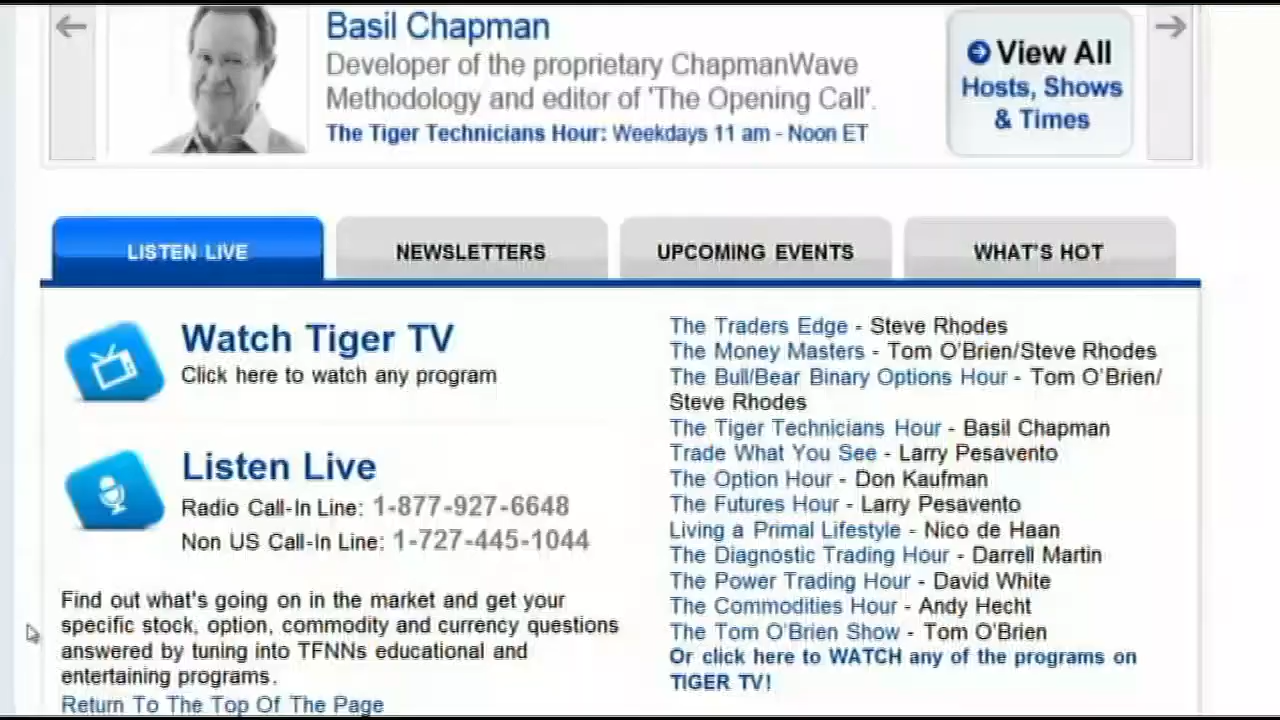 Basil Chapman
Developer of the proprietary ChapmanWave
Methodology and editor of 'The Opening Call'.
The Tiger Technicians Hour: Weekdays 11 am - Noon ET
View All
Hosts, Shows
& Times
LISTEN LIVE
NEWSLETTERS
UPCOMING EVENTS
WHAT'S HOT
Watch Tiger TV
Click here to watch any program
Listen Live
Radio Call-In Line: 1-877-927-6648
Non US Call-In Line: 1-727-445-1044
Find out what's going on in the market and get your
specific stock, option, commodity and currency questions
answered by tuning into TFNNs educational and
entertaining programs.
Return To The Top Of The Page
The Traders Edge - Steve Rhodes
The Money Masters - Tom O'Brien/Steve Rhodes
The Bull/Bear Binary Options Hour - Tom O'Brien/
Steve Rhodes
The Tiger Technicians Hour - Basil Chapman
Trade What You See - Larry Pesavento
The Option Hour - Don Kaufman
The Futures Hour - Larry Pesavento
Living a Primal Lifestyle - Nico de Haan
The Diagnostic Trading Hour - Darrell Martin
The Power Trading Hour - David White
The Commodities Hour - Andy Hecht
The Tom O'Brien Show - Tom O'Brien
Or click here to WATCH any of the programs on
TIGER TV!